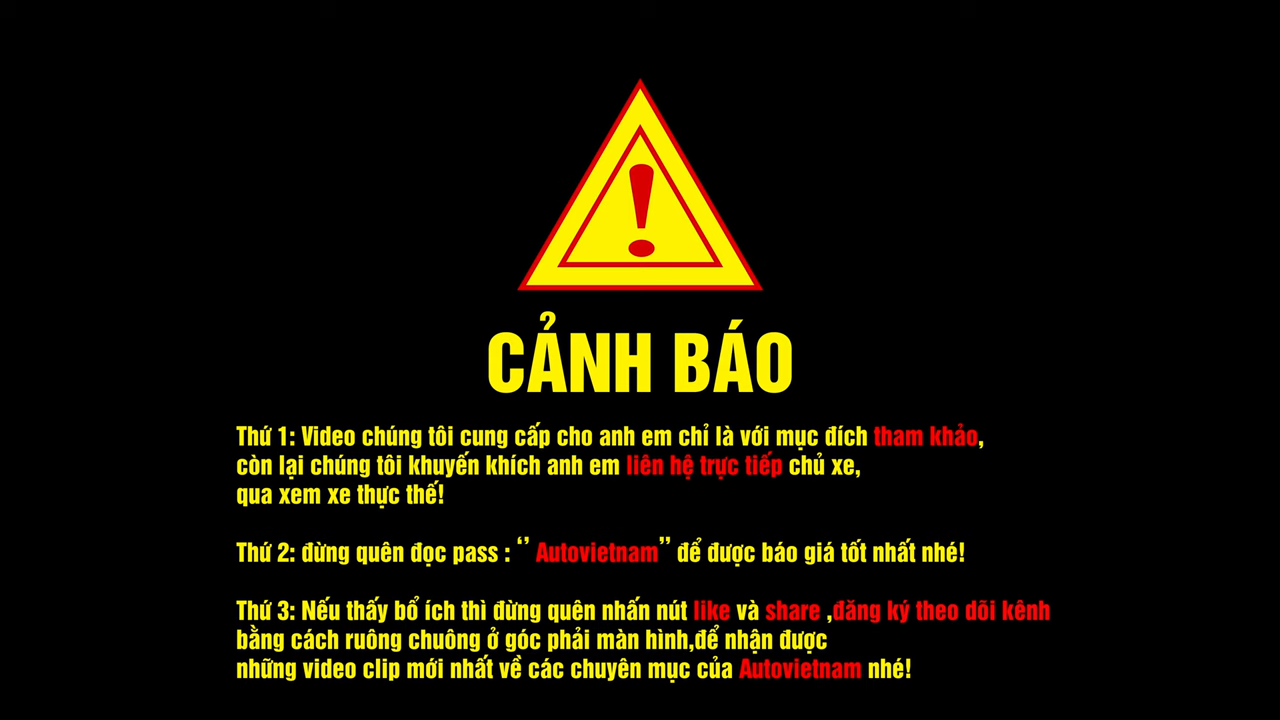 !
CẢNH BÁO
Thứ 1: Video chúng tôi cung cấp cho anh em chỉ là với mục đích tham khảo,
còn lại chúng tôi khuyến khích anh em liên hệ trực tiếp chủ xe,
qua xem xe thực thế!
Thứ 2: đừng quên đọc pass : ‘’ Autovietnam’’ để được báo giá tốt nhất nhé!
Thứ 3: Nếu thấy bổ ích thì đừng quên nhấn nút like và share ,đăng ký theo dõi kênh
bằng cách ruông chuông ở góc phải màn hình,để nhận được
những video clip mới nhất về các chuyên mục của Autovietnam nhé!